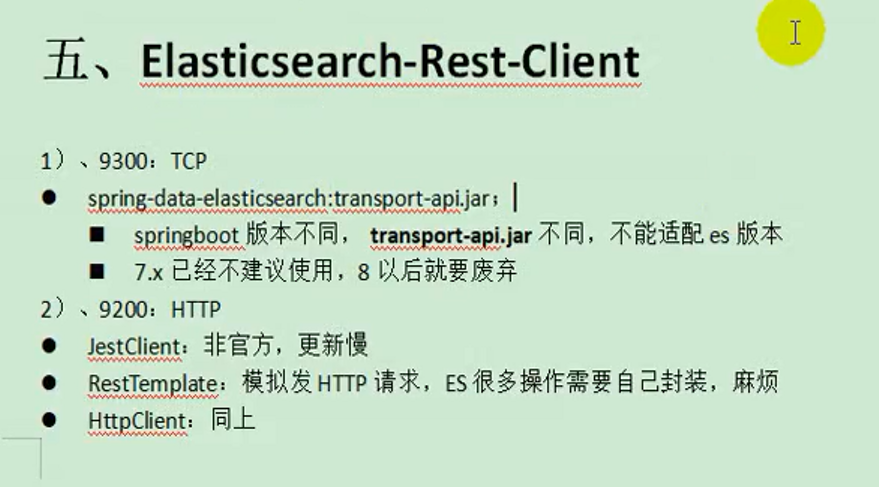 五、Elasticsearch-Rest-Client
1）、9300：TCP
● spring-data-elasticsearch:transport-api.jar；
■ springboot 版本不同， transport-api.jar 不同，不能适配 es 版本
■ 7.x 已经不建议使用，8 以后就要废弃
2）、9200：HTTP
● JestClient：非官方，更新慢
● RestTemplate：模拟发 HTTP 请求，ES 很多操作需要自己封装，麻烦
● HttpClient：同上